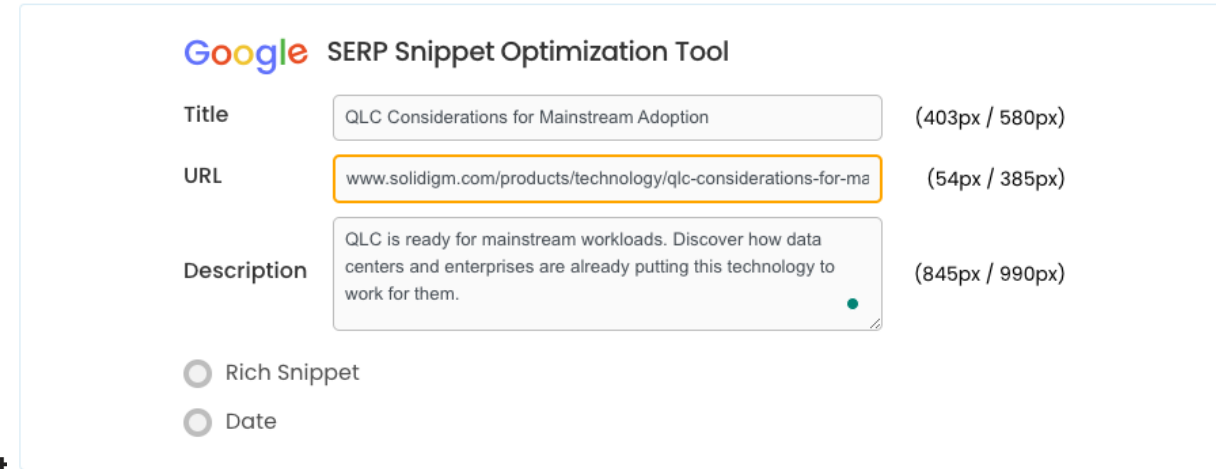 Google SERP Snippet Optimization Tool
Title QLC Considerations for Mainstream Adoption (403px / 580px)
URL www.solidigm.com/products/technology/qlc-considerations-for-ma (54px / 385px)
QLC is ready for mainstream workloads. Discover how data
Description centers and enterprises are already putting this technology to (845px / 990px)
work for them.
Rich Snippet
Date